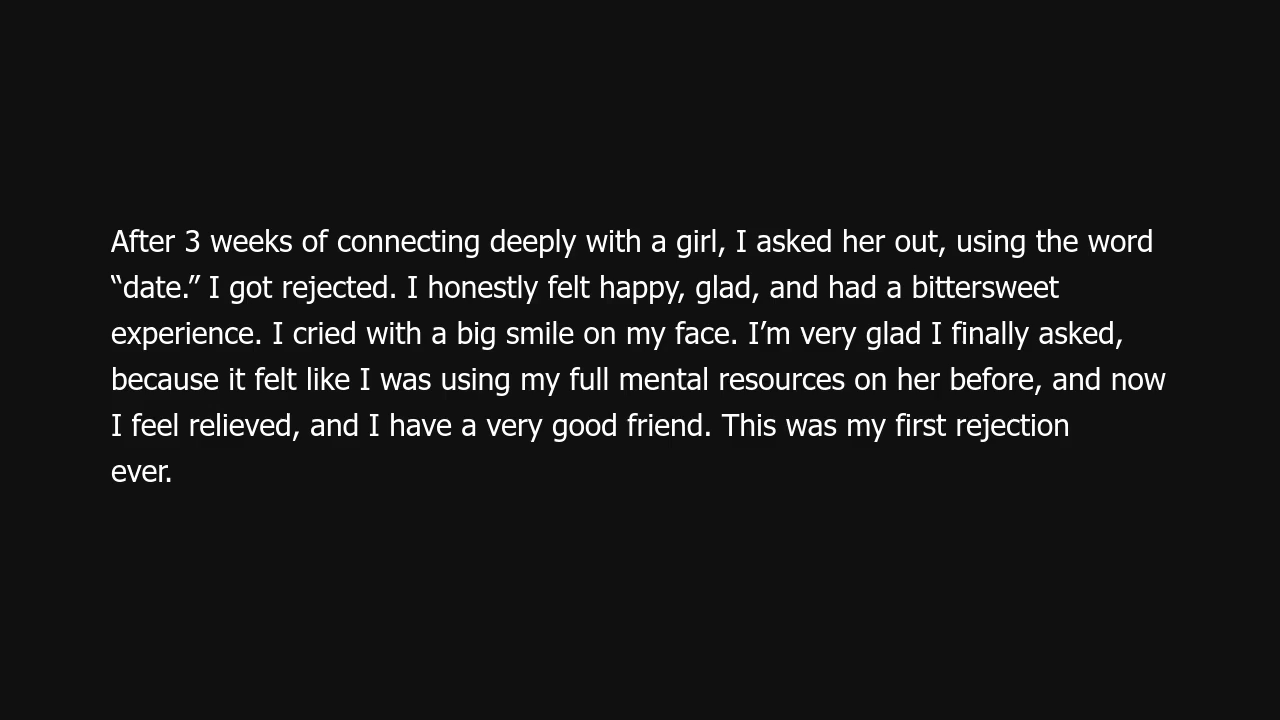 After 3 weeks of connecting deeply with a girl, I asked her out, using the word
“date.” I got rejected. I honestly felt happy, glad, and had a bittersweet
experience. I cried with a big smile on my face. I’m very glad I finally asked,
because it felt like I was using my full mental resources on her before, and now
I feel relieved, and I have a very good friend. This was my first rejection
ever.